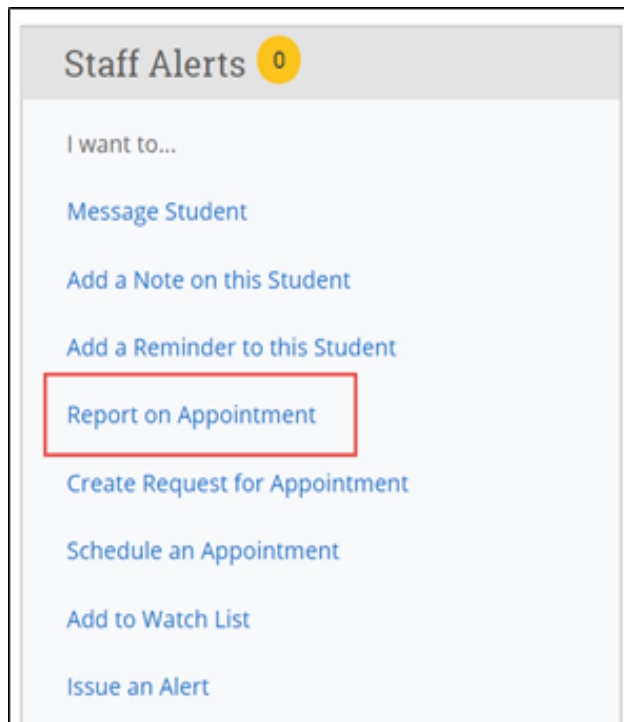 Staff Alerts 0
I want to...
Message Student
Add a Note on this Student
Add a Reminder to this Student
Report on Appointment
Create Request for Appointment
Schedule an Appointment
Add to Watch List
Issue an Alert